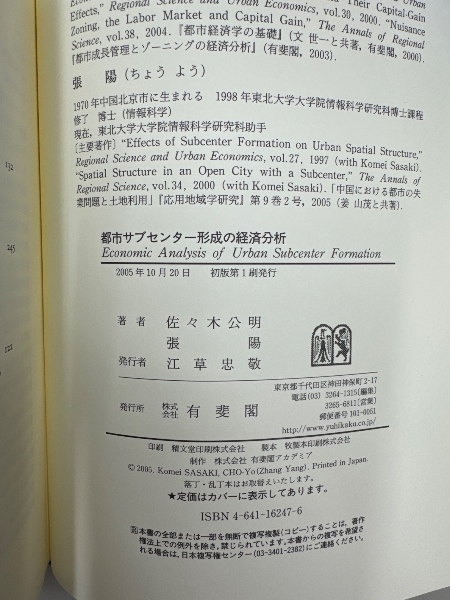 Effects," Regional Science and Urban Economics, vol.30, 2000. "Nuisance
Zoning, the Labor Market and Capital Gain," The Annals of Regional
Science, vol.38, 2004. 『都市経済学の基礎』(文 世一と共著, 有斐閣, 2000).
『都市成長管理とゾーニングの経済分析』(有斐閣, 2003).
張 陽(ちょう よう)
1970年中国北京市に生まれる 1998年東北大学大学院情報科学研究科博士課程
修了 博士(情報科学)
現在, 東北大学大学院情報科学研究科助手
[主要著作] "Effects of Subcenter Formation on Urban Spatial Structure,"
Regional Science and Urban Economics, vol.27, 1997 (with Komei Sasaki).
"Spatial Structure in an Open City with a Subcenter," The Annals of
Regional Science, vol.34, 2000 (with Komei Sasaki). 「中国における都市の失
業問題と土地利用」『応用地域学研究』第9巻2号, 2005 (姜 山茂と共著).
132
245
122
都市サブセンター形成の経済分析
Economic Analysis of Urban Subcenter Formation
2005年10月20日 初版第1刷発行
著者 佐々木公明
張 陽
発行者 江草忠敬
発行所 株式会社 有斐閣
東京都千代田区神田神保町2-17
電話(03) 3264-1315[編集]
3265-6811[営業]
郵便番号 101-0051
http://www.yuhikaku.co.jp/
印刷 精文堂印刷株式会社 製本 牧製本印刷株式会社
制作 株式会社 有斐閣アカデミア
© 2005, Komei SASAKI, CHO-Yo(Zhang Yang). Printed in Japan.
落丁・乱丁本はお取替えいたします。
★定価はカバーに表示してあります。
ISBN 4-641-16247-6
Ⓡ本書の全部または一部を無断で複写複製(コピー)することは, 著作
権法上での例外を除き, 禁じられています。本書からの複写を希望さ
れる場合は, 日本複写権センター(03-3401-2382)にご連絡ください。